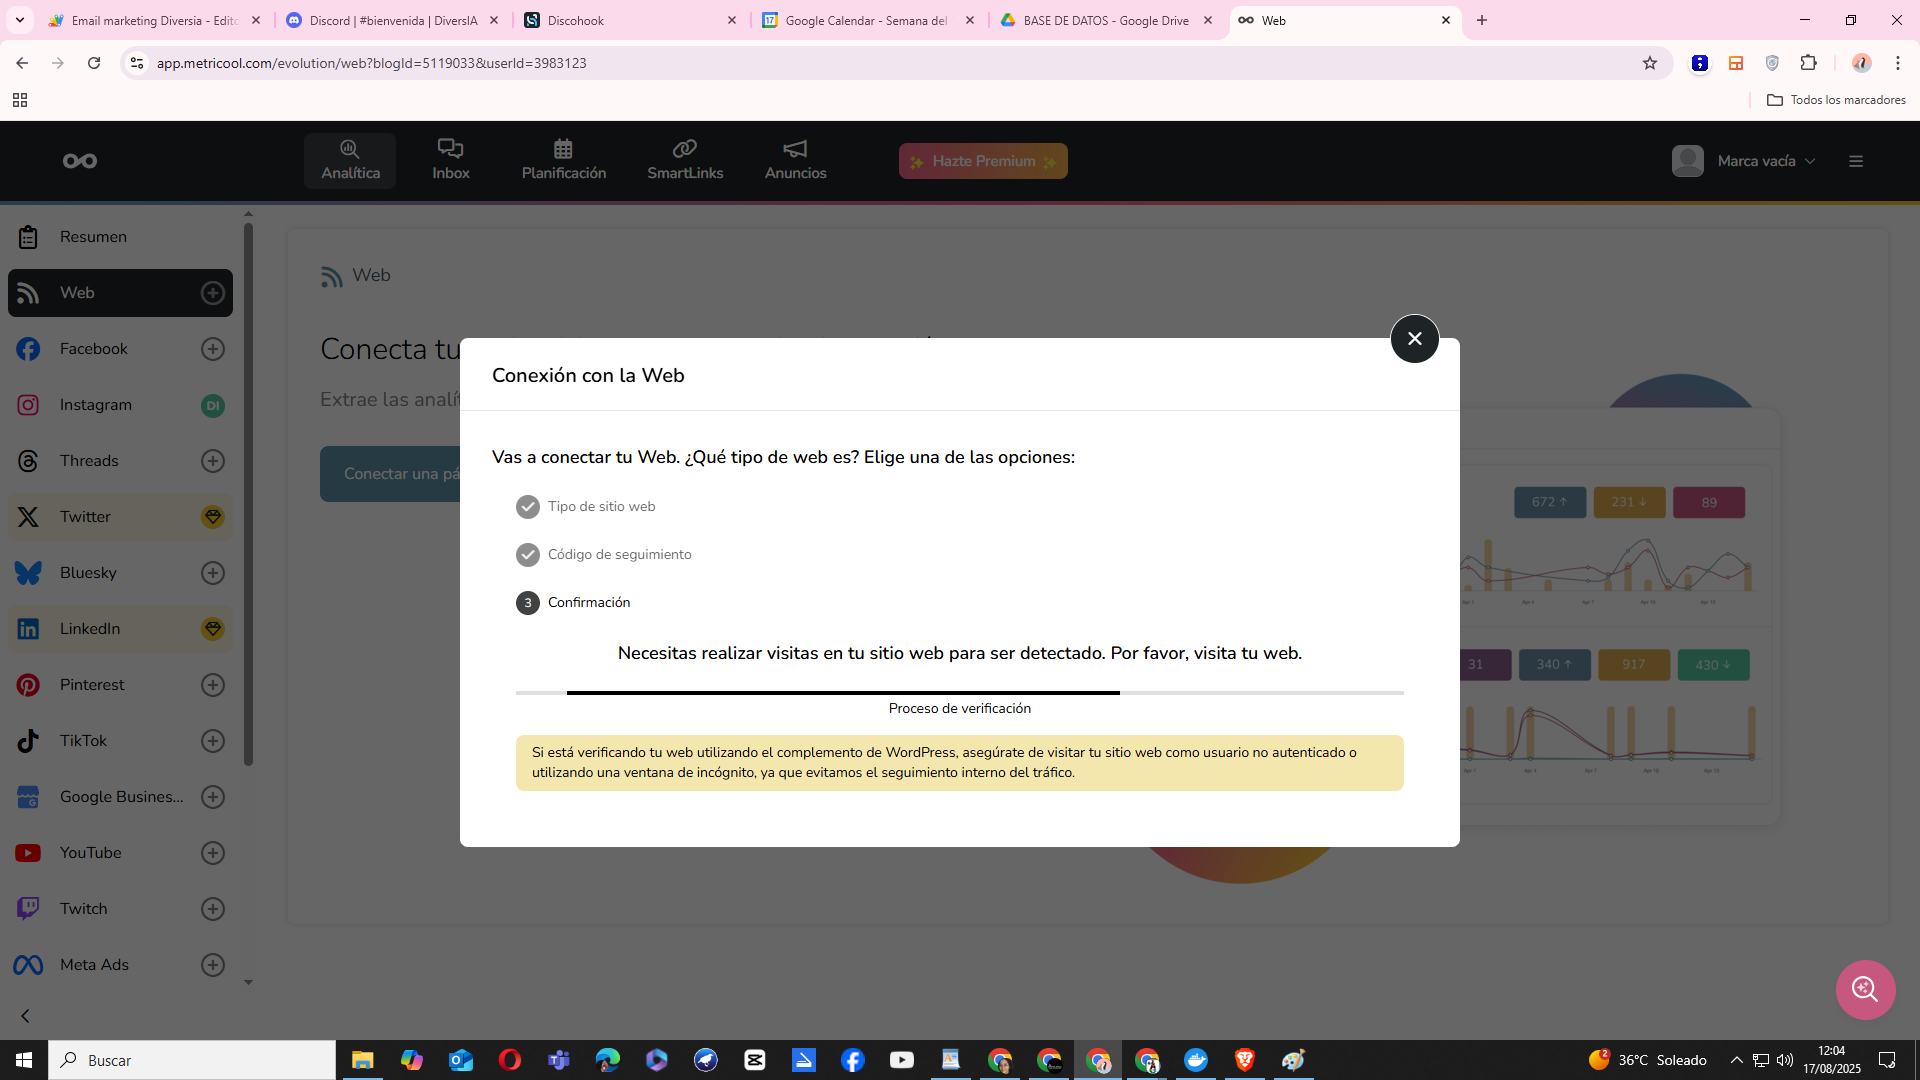 Email marketing Diversia - Edito
Discord | #bienvenida | DiversIA
Discohook
Google Calendar - Semana del
BASE DE DATOS - Google Drive
Web
app.metricool.com/evolution/web?blogId=5119033&userId=3983123
Todos los marcadores
Analítica
Inbox
Planificación
SmartLinks
Anuncios
Hazte Premium
Marca vacía
Resumen
Web
Facebook
Instagram
DI
Threads
Twitter
Bluesky
LinkedIn
Pinterest
TikTok
Google Busines...
YouTube
Twitch
Meta Ads
Web
Conecta tu
Extrae las analít
Conectar una pá
Conexión con la Web
Vas a conectar tu Web. ¿Qué tipo de web es? Elige una de las opciones:
Tipo de sitio web
Código de seguimiento
3 Confirmación
Necesitas realizar visitas en tu sitio web para ser detectado. Por favor, visita tu web.
Proceso de verificación
Si está verificando tu web utilizando el complemento de WordPress, asegúrate de visitar tu sitio web como usuario no autenticado o
utilizando una ventana de incógnito, ya que evitamos el seguimiento interno del tráfico.
672 ↑ 231 ↓ 89
31 340 ↑ 917 430 ↓
Buscar
2
36°C Soleado
12:04
17/08/2025